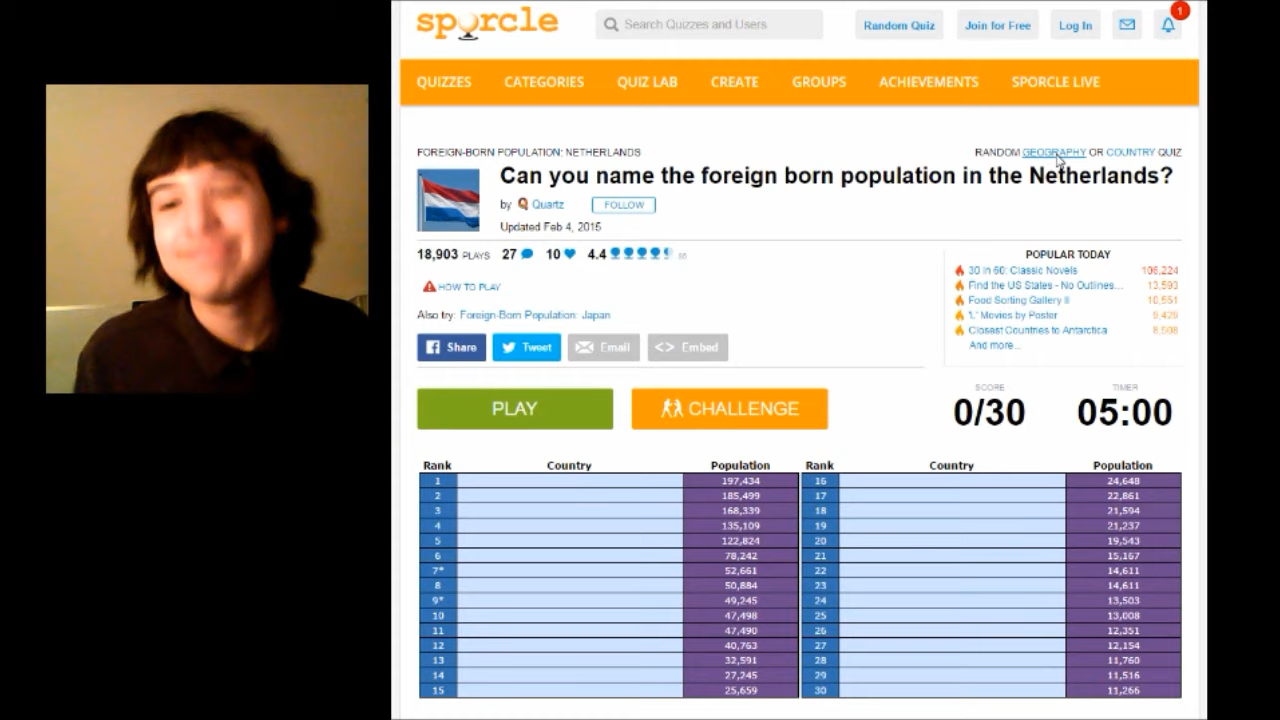 sporcle
Search Quizzes and Users
Random Quiz
Join for Free
Log In
1
QUIZZES CATEGORIES QUIZ LAB CREATE GROUPS ACHIEVEMENTS SPORCLE LIVE
FOREIGN-BORN POPULATION: NETHERLANDS
RANDOM GEOGRAPHY OR COUNTRY QUIZ
Can you name the foreign born population in the Netherlands?
by Quartz FOLLOW
Updated Feb 4, 2015
18,903 PLAYS 27 10 4.4
HOW TO PLAY
Also try: Foreign-Born Population: Japan
Share Tweet Email <> Embed
POPULAR TODAY
30 in 60: Classic Novels 106,224
Find the US States - No Outlines... 13,593
Food Sorting Gallery II 10,551
'L' Movies by Poster 9,429
Closest Countries to Antarctica
And more...
PLAY
CHALLENGE
SCORE
0/30
TIMER
05:00
Rank Country Population Rank Country Population
1 197,434 16 24,648
2 185,499 17 22,861
3 168,339 18 21,594
4 135,109 19 21,237
5 122,824 20 19,543
6 78,242 21 15,167
7* 52,661 22 14,611
8 50,884 23 14,611
9* 49,245 24 13,503
10 47,498 25 13,008
11 47,490 26 12,351
12 40,763 27 12,154
13 32,591 28 11,760
14 27,245 29 11,516
15 25,659 30 11,266